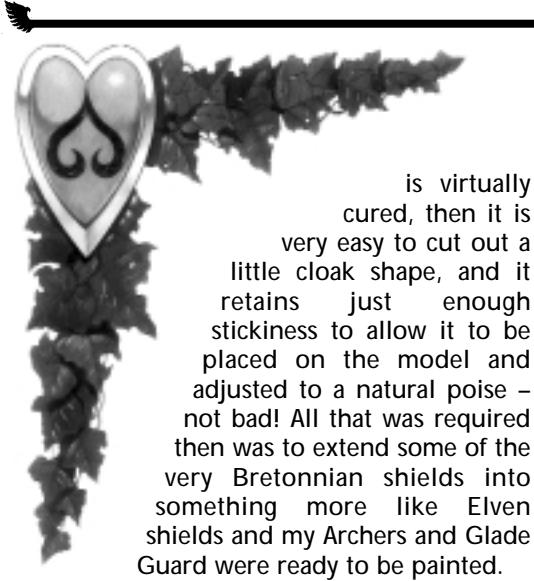 is virtually
cured, then it is
very easy to cut out a
little cloak shape, and it
retains just enough
stickiness to allow it to be
placed on the model and
adjusted to a natural poise –
not bad! All that was required
then was to extend some of the
very Bretonnian shields into
something more like Elven
shields and my Archers and Glade
Guard were ready to be painted.